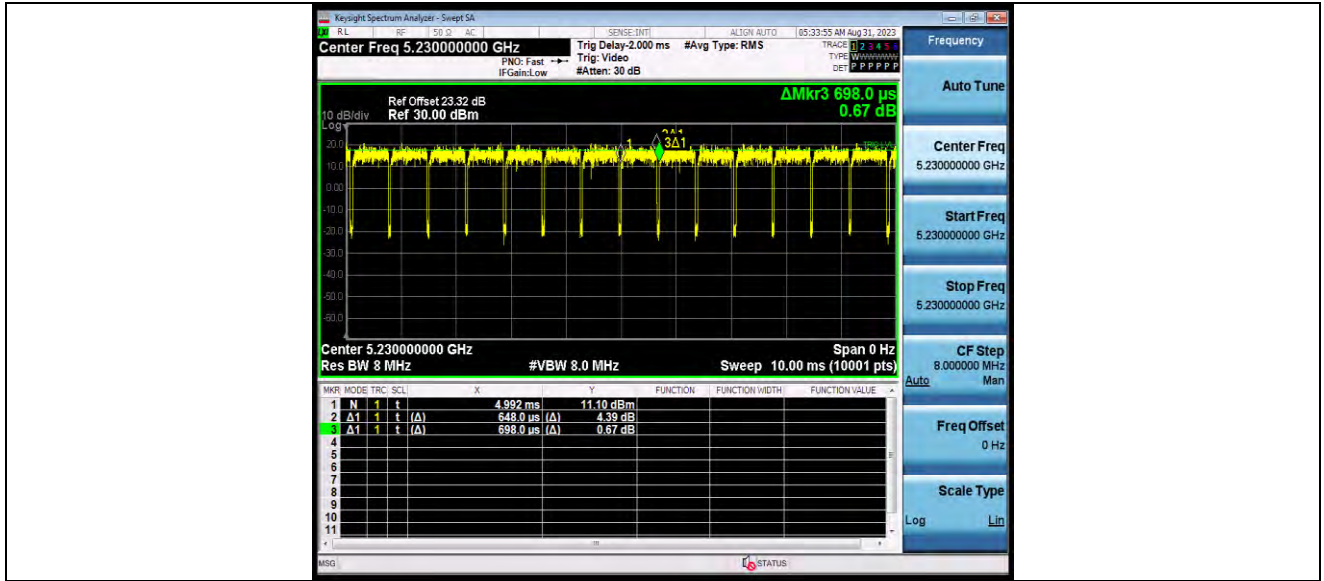 Keysight Spectrum Analyzer - Swept SA
RL RF 50 Ω AC SENSE:INT ALIGN AUTO 05:33:55 AM Aug 31, 2023
Center Freq 5.230000000 GHz
PNO: Fast
IFGain:Low
Trig Delay-2.000 ms
Trig: Video
#Atten: 30 dB
#Avg Type: RMS
TRACE 1 2 3 4 5 6
TYPE WWWWWW
DET P P P P P P
ΔMkr3 698.0 µs
0.67 dB
Ref Offset 23.32 dB
10 dB/div Ref 30.00 dBm
Log
20.0
10.0
0.00
-10.0
-20.0
-30.0
-40.0
-50.0
-60.0
1
3Δ1
Center 5.230000000 GHz Span 0 Hz
Res BW 8 MHz #VBW 8.0 MHz Sweep 10.00 ms (10001 pts)
MKR MODE TRC SCL X Y FUNCTION FUNCTION WIDTH FUNCTION VALUE
1 N 1 t 4.992 ms 11.10 dBm
2 Δ1 1 t (Δ) 648.0 µs (Δ) 4.39 dB
3 Δ1 1 t (Δ) 698.0 µs (Δ) 0.67 dB
4
5
6
7
8
9
10
11
MSG STATUS
Frequency
Auto Tune
Center Freq
5.230000000 GHz
Start Freq
5.230000000 GHz
Stop Freq
5.230000000 GHz
CF Step
8.000000 MHz
Auto Man
Freq Offset
0 Hz
Scale Type
Log Lin